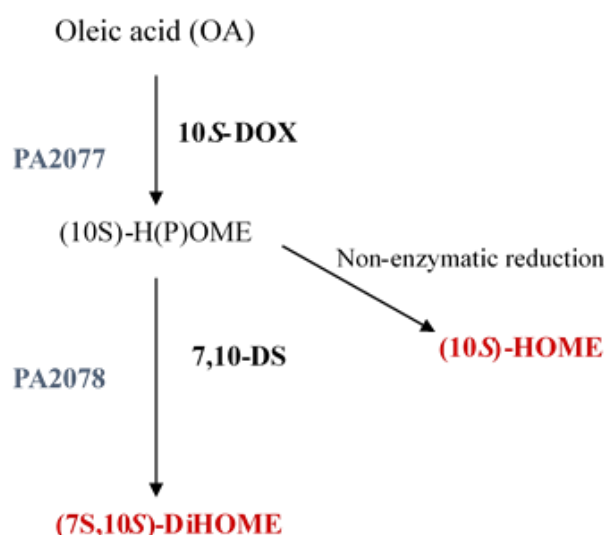 Oleic acid (OA)
10S-DOX
PA2077
(10S)-H(P)OME
Non-enzymatic reduction
(10S)-HOME
7,10-DS
PA2078
(7S,10S)-DiHOME